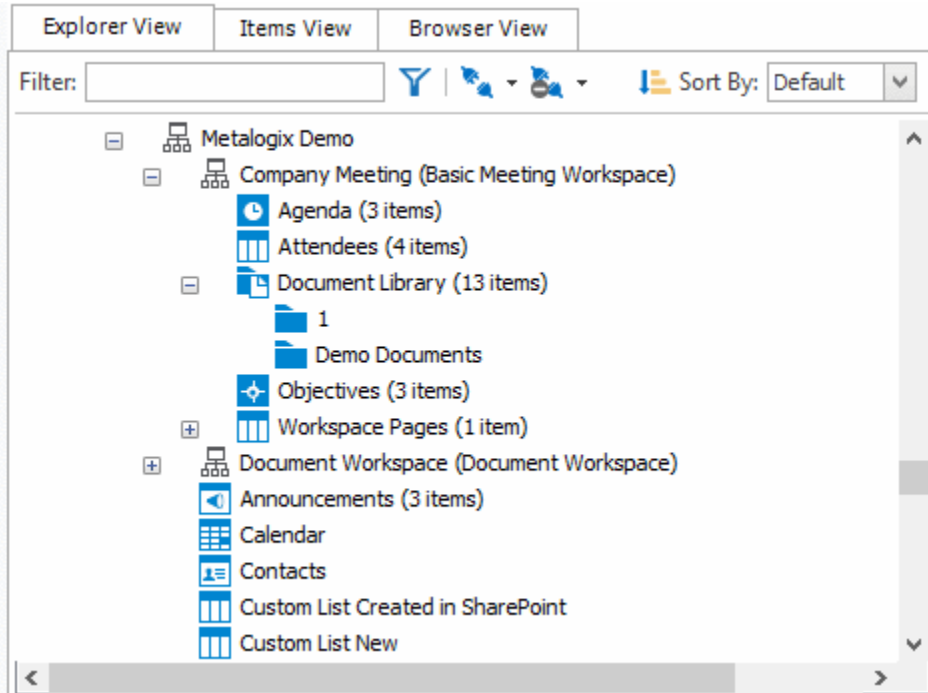 Explorer View Items View Browser View
Filter: Sort By: Default
Metalogix Demo
Company Meeting (Basic Meeting Workspace)
Agenda (3 items)
Attendees (4 items)
Document Library (13 items)
1
Demo Documents
Objectives (3 items)
Workspace Pages (1 item)
Document Workspace (Document Workspace)
Announcements (3 items)
Calendar
Contacts
Custom List Created in SharePoint
Custom List New